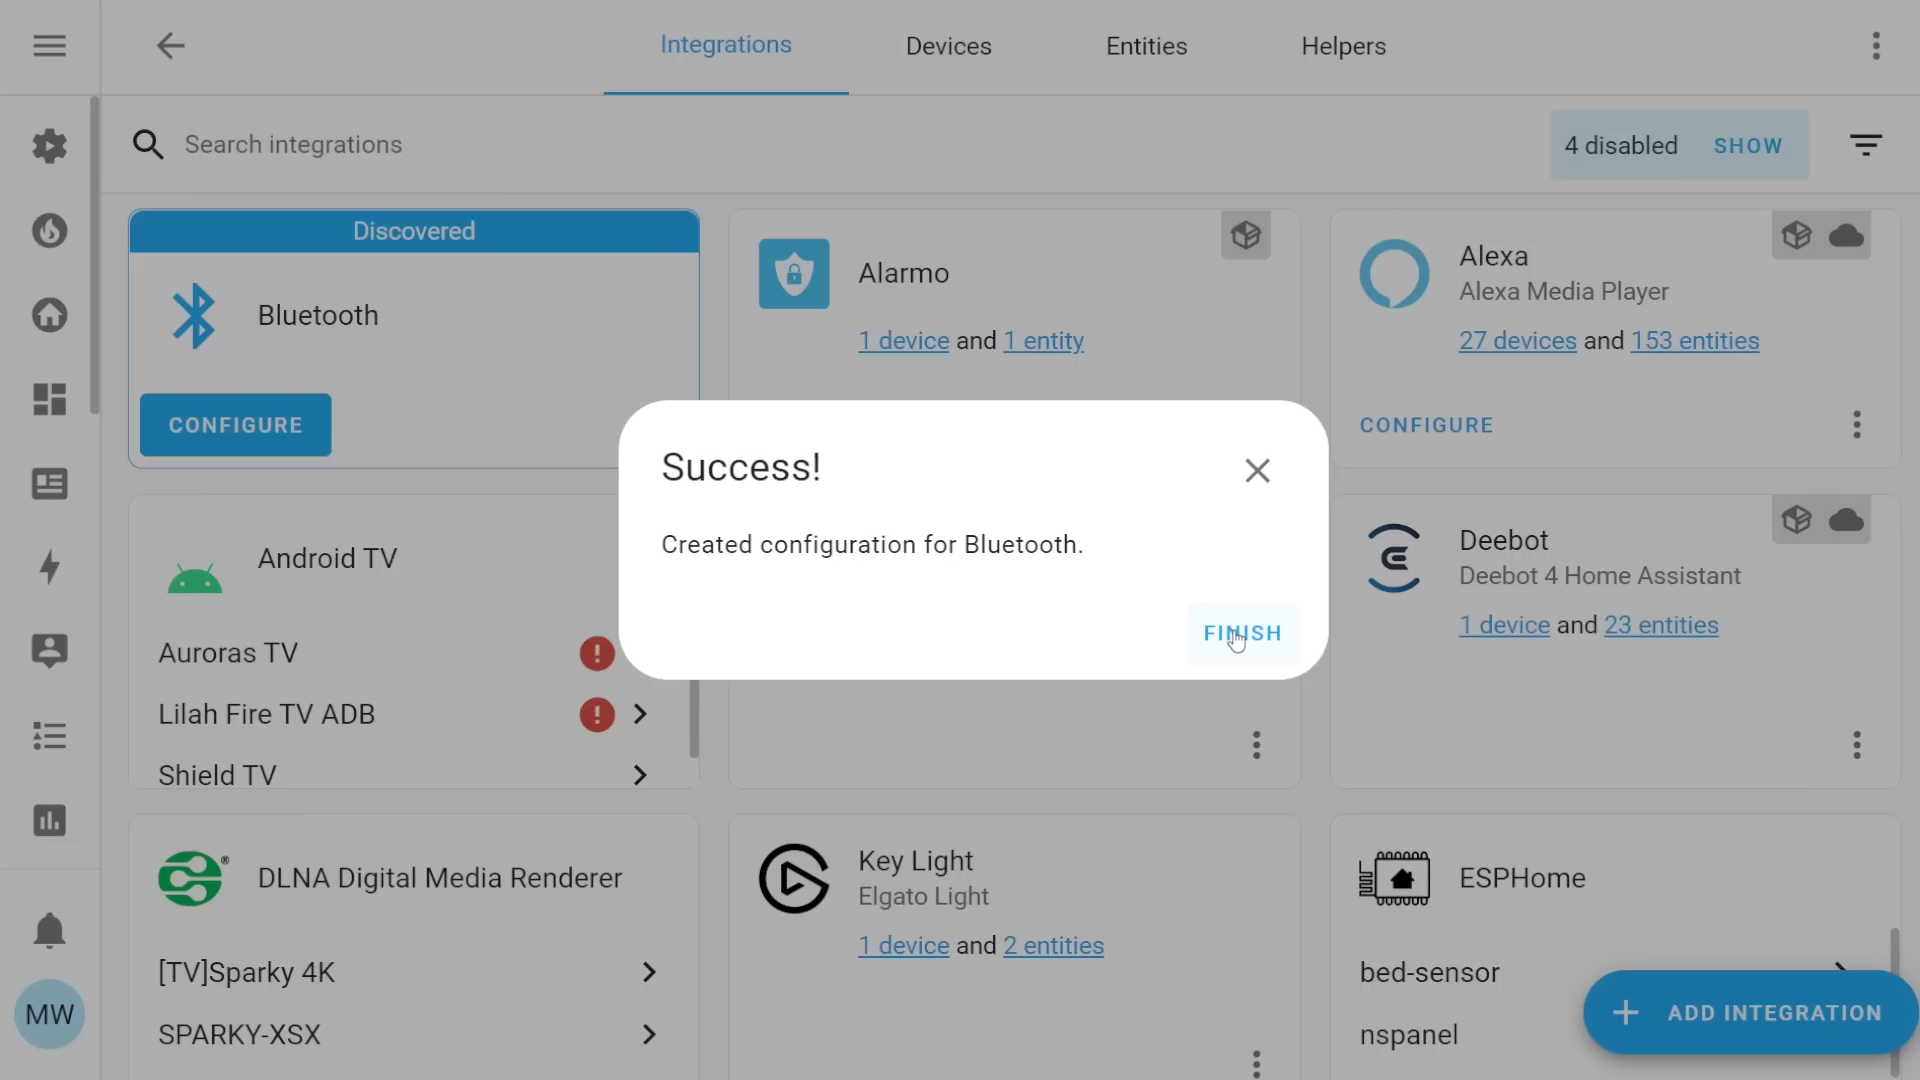 Integrations
Devices
Entities
Helpers
Search integrations
4 disabled
SHOW
Discovered
Bluetooth
CONFIGURE
Alarmo
1 device and 1 entity
Alexa
Alexa Media Player
27 devices and 153 entities
CONFIGURE
Success!
Created configuration for Bluetooth.
FINISH
Android TV
Auroras TV
Lilah Fire TV ADB
Shield TV
Deebot
Deebot 4 Home Assistant
1 device and 23 entities
DLNA Digital Media Renderer
[TV]Sparky 4K
SPARKY-XSX
Key Light
Elgato Light
1 device and 2 entities
ESPHome
bed-sensor
nspanel
ADD INTEGRATION
MW